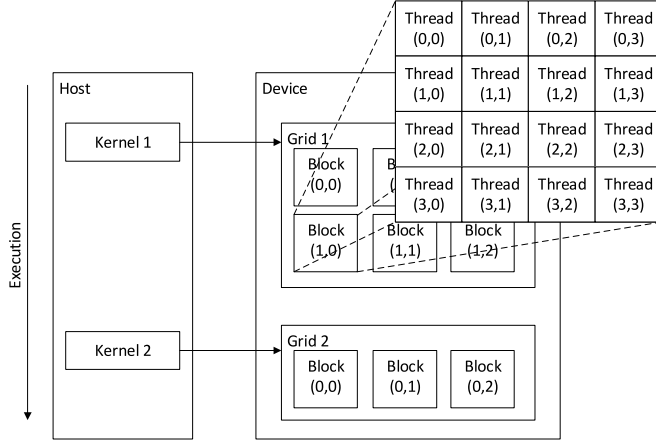 Thread Thread Thread Thread
(0,0) (0,1) (0,2) (0,3)
Thread Thread Thread Thread
(1,0) (1,1) (1,2) (1,3)
Thread Thread Thread Thread
(2,0) (2,1) (2,2) (2,3)
Thread Thread Thread Thread
(3,0) (3,1) (3,2) (3,3)
Execution
Host
Kernel 1
Kernel 2
Device
Grid 1
Block
(0,0)
Block
(1,0)
Block
(1,1)
Block
(1,2)
Grid 2
Block
(0,0)
Block
(0,1)
Block
(0,2)